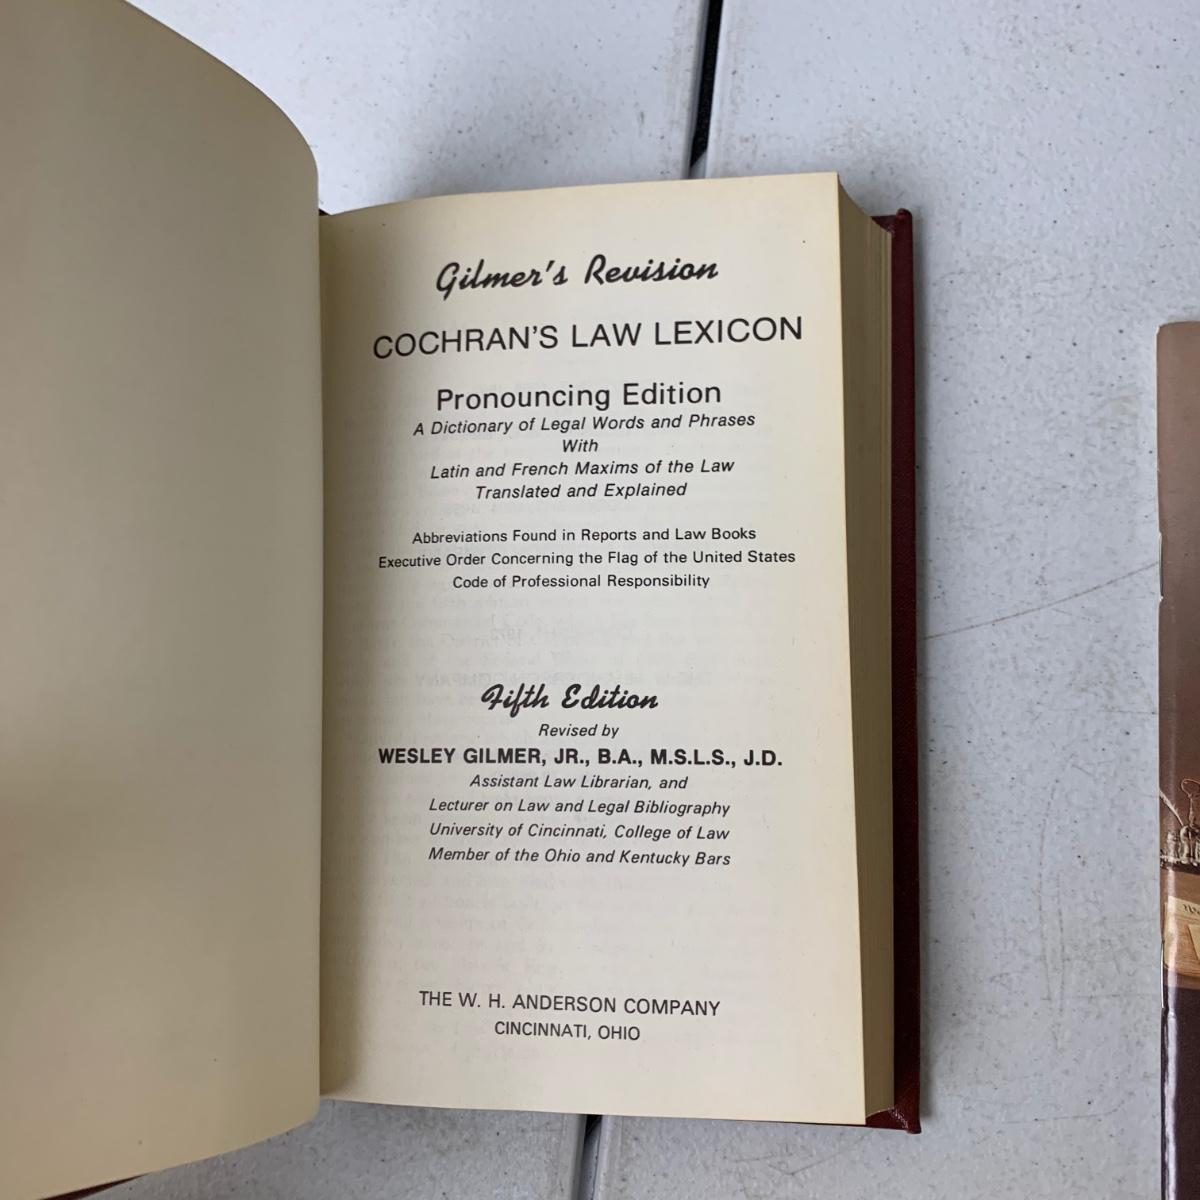 Gilmer's Revision
COCHRAN'S LAW LEXICON
Pronouncing Edition
A Dictionary of Legal Words and Phrases
With
Latin and French Maxims of the Law
Translated and Explained
Abbreviations Found in Reports and Law Books
Executive Order Concerning the Flag of the United States
Code of Professional Responsibility
Fifth Edition
Revised by
WESLEY GILMER, JR., B.A., M.S.L.S., J.D.
Assistant Law Librarian, and
Lecturer on Law and Legal Bibliography
University of Cincinnati, College of Law
Member of the Ohio and Kentucky Bars
THE W. H. ANDERSON COMPANY
CINCINNATI, OHIO